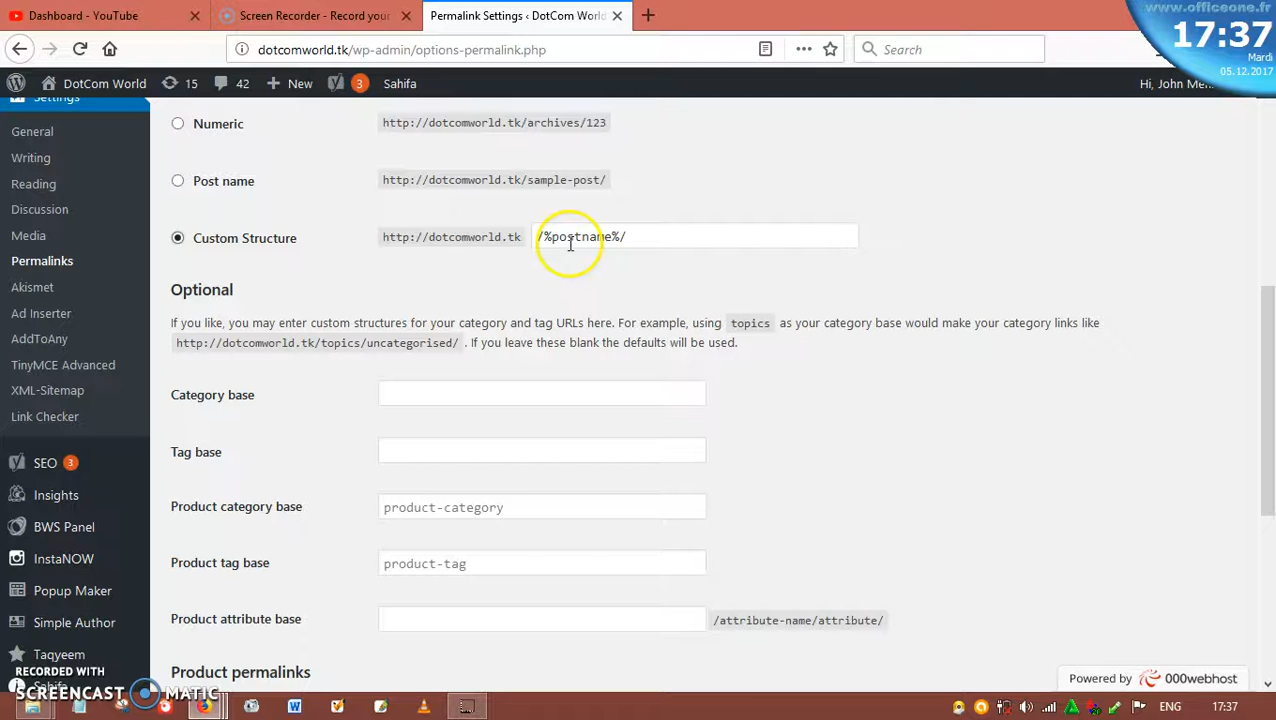 Dashboard - YouTube
Screen Recorder - Record your
Permalink Settings ‹ DotCom World
www.officeone.fr
17:37
Mardi
05.12.2017
dotcomworld.tk/wp-admin/options-permalink.php
Search
DotCom World
15
42
New
3
Sahifa
Hi, John
Settings
General
Writing
Reading
Discussion
Media
Permalinks
Akismet
Ad Inserter
AddToAny
TinyMCE Advanced
XML-Sitemap
Link Checker
SEO 3
Insights
BWS Panel
InstaNOW
Popup Maker
Simple Author
Taqyeem
Sahifa
Numeric
http://dotcomworld.tk/archives/123
Post name
http://dotcomworld.tk/sample-post/
Custom Structure
http://dotcomworld.tk
/%postname%/
Optional
If you like, you may enter custom structures for your category and tag URLs here. For example, using topics as your category base would make your category links like
http://dotcomworld.tk/topics/uncategorised/ . If you leave these blank the defaults will be used.
Category base
Tag base
Product category base
product-category
Product tag base
product-tag
Product attribute base
/attribute-name/attribute/
Product permalinks
Powered by 000webhost
RECORDED WITH
SCREENCAST MATIC
ENG
17:37